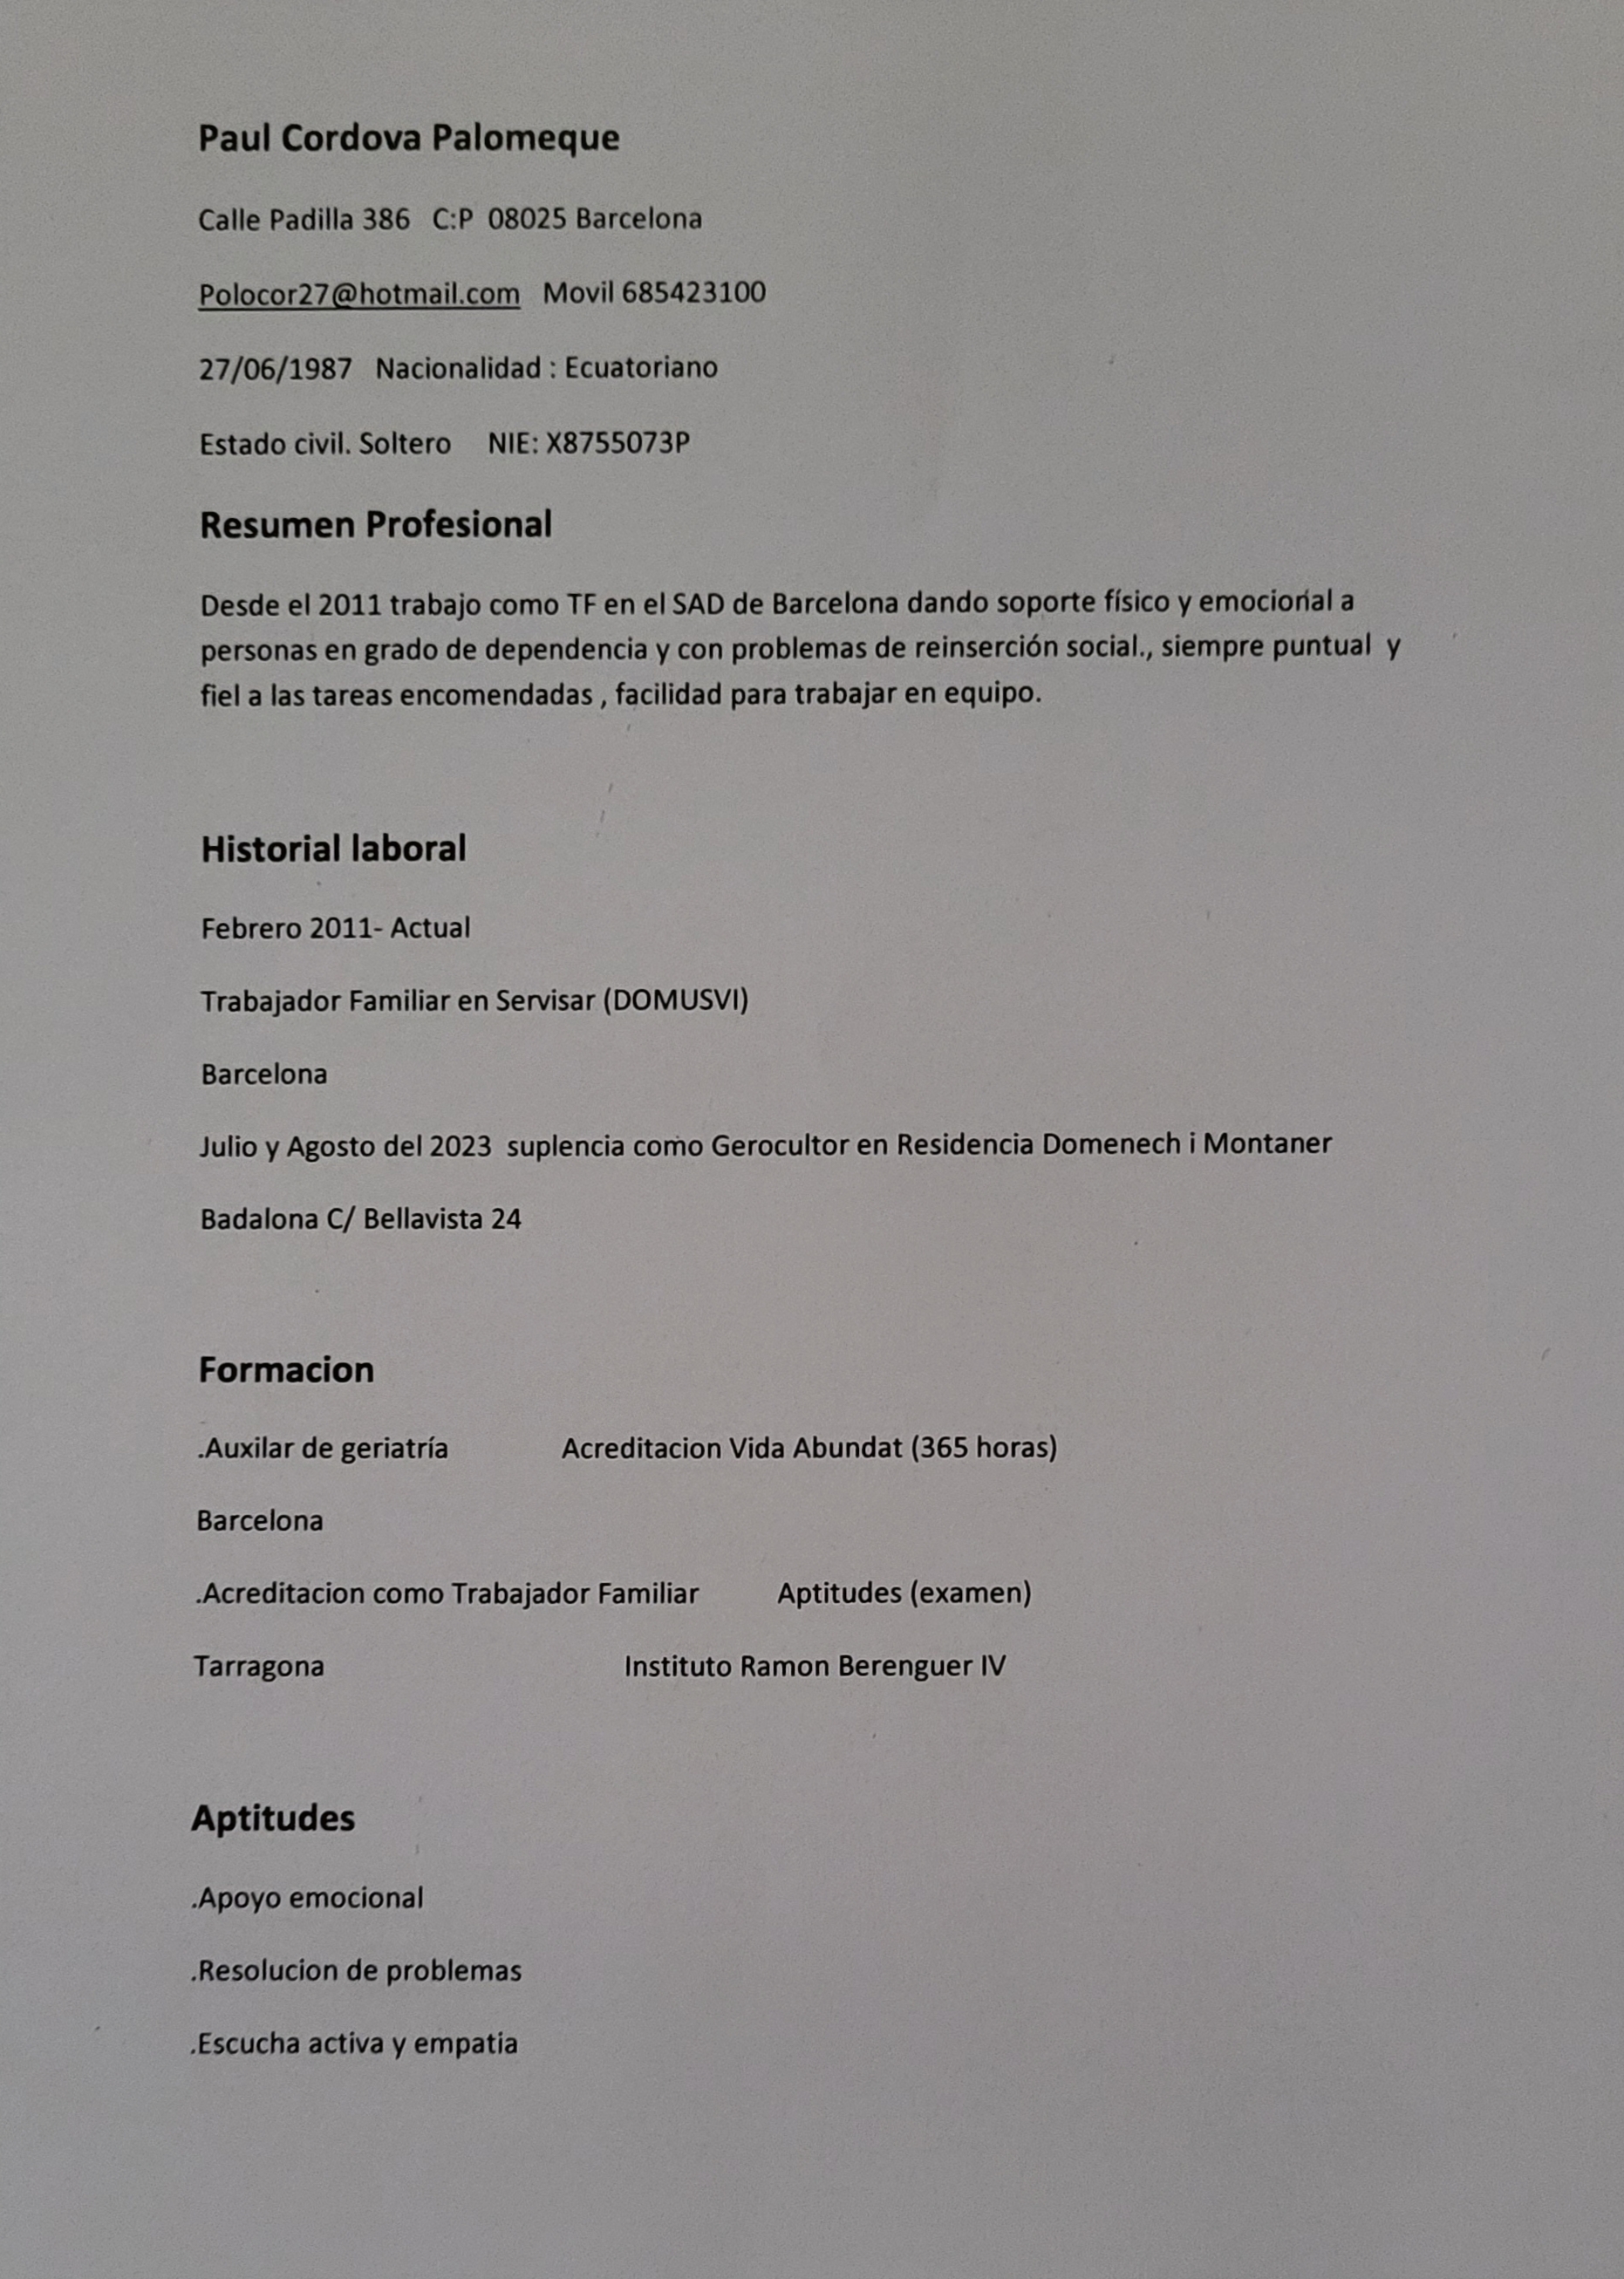 Paul Cordova Palomeque
Calle Padilla 386 C:P 08025 Barcelona
Polocor27@hotmail.com Movil 685423100
27/06/1987 Nacionalidad : Ecuatoriano
Estado civil. Soltero NIE: X8755073P
Resumen Profesional
Desde el 2011 trabajo como TF en el SAD de Barcelona dando soporte físico y emocional a
personas en grado de dependencia y con problemas de reinserción social., siempre puntual y
fiel a las tareas encomendadas , facilidad para trabajar en equipo.
Historial laboral
Febrero 2011- Actual
Trabajador Familiar en Servisar (DOMUSVI)
Barcelona
Julio y Agosto del 2023 suplencia como Gerocultor en Residencia Domenech i Montaner
Badalona C/ Bellavista 24
Formacion
.Auxilar de geriatría Acreditacion Vida Abundat (365 horas)
Barcelona
.Acreditacion como Trabajador Familiar Aptitudes (examen)
Tarragona Instituto Ramon Berenguer IV
Aptitudes
.Apoyo emocional
.Resolucion de problemas
.Escucha activa y empatia